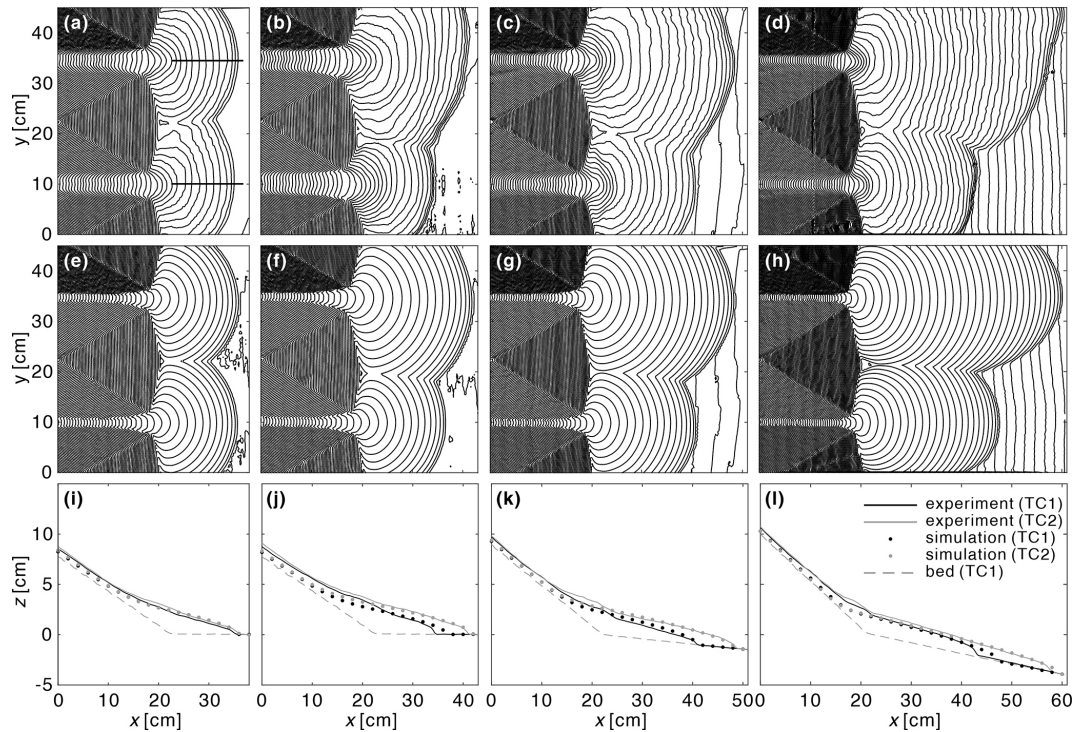 (a) (b) (c) (d)
40
30
y [cm]
20
10
0
(e) (f) (g) (h)
40
30
y [cm]
20
10
0
(i) (j) (k) (l)
experiment (TC1)
experiment (TC2)
simulation (TC1)
simulation (TC2)
bed (TC1)
10
5
z [cm]
0
-5
0 10 20 30 0 10 20 30 40 0 10 20 30 40 50 0 10 20 30 40 50 60
x [cm] x [cm] x [cm] x [cm]